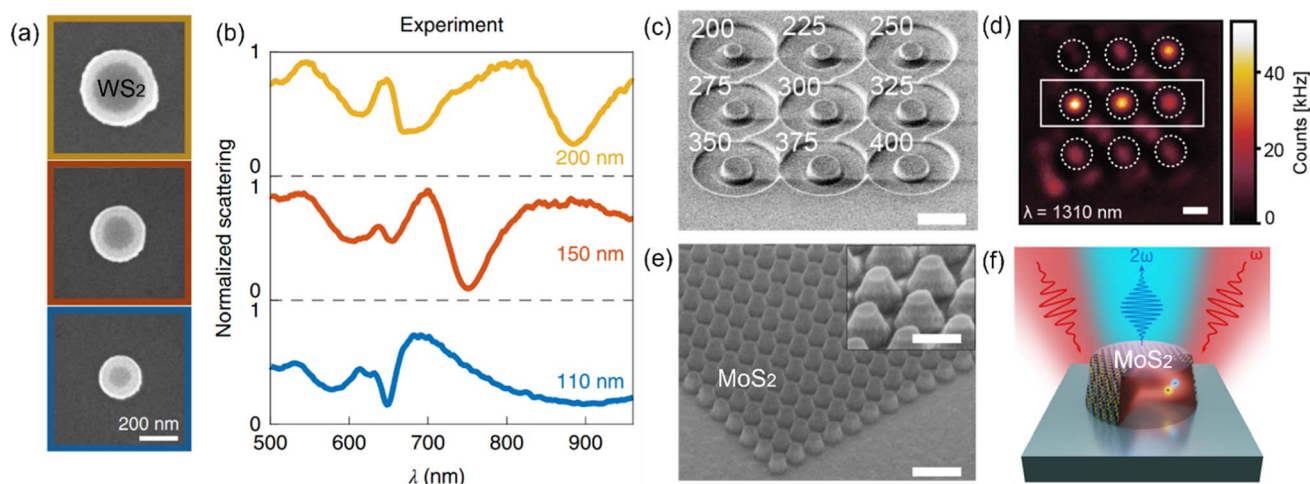 (a)
WS2
200 nm
(b)
Experiment
Normalized scattering
1
0
200 nm
1
0
150 nm
1
0
110 nm
500 600 700 800 900
λ (nm)
(c)
200 225 250
275 300 325
350 375 400
(d)
λ = 1310 nm
40
20
0
Counts [kHz]
(e)
MoS2
(f)
2ω
ω
MoS2